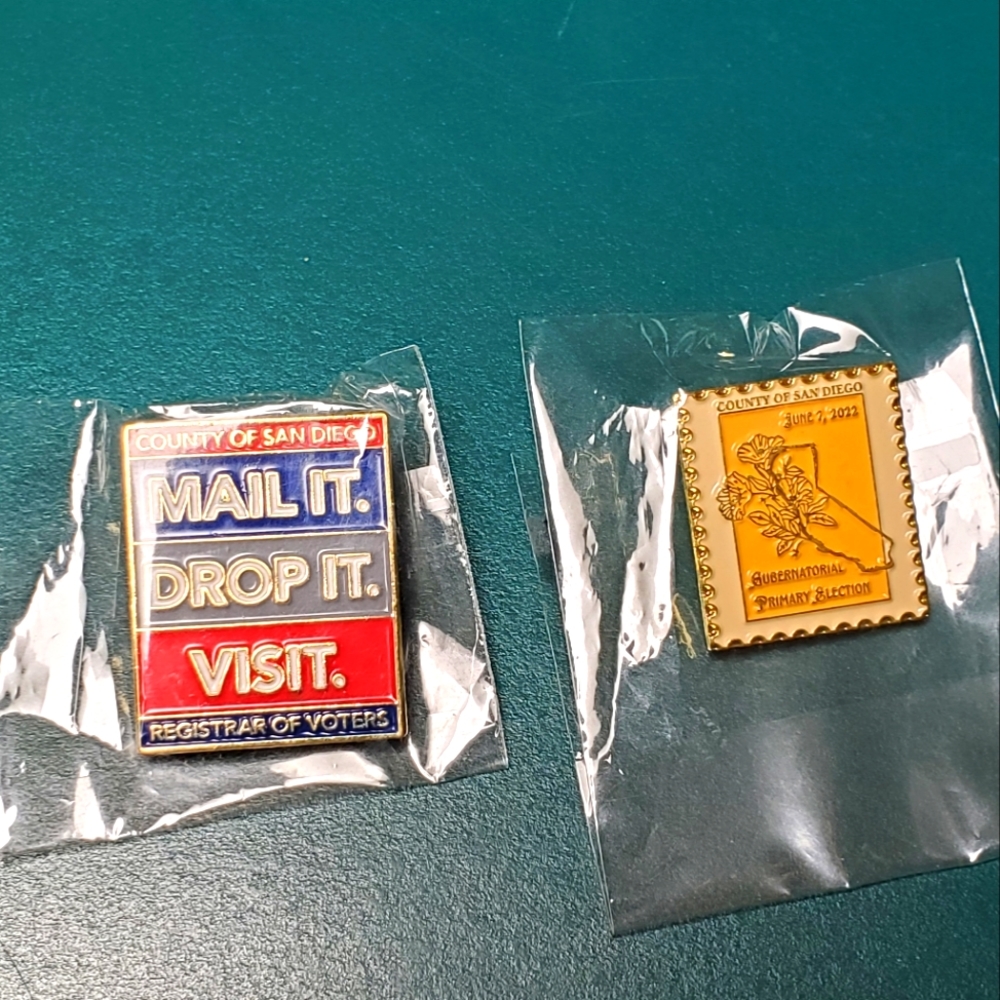 COUNTY OF SAN DIEGO
MAIL IT.
DROP IT.
VISIT.
REGISTRAR OF VOTERS
COUNTY OF SAN DIEGO
JUNE 7, 2022
GUBERNATORIAL
PRIMARY ELECTION